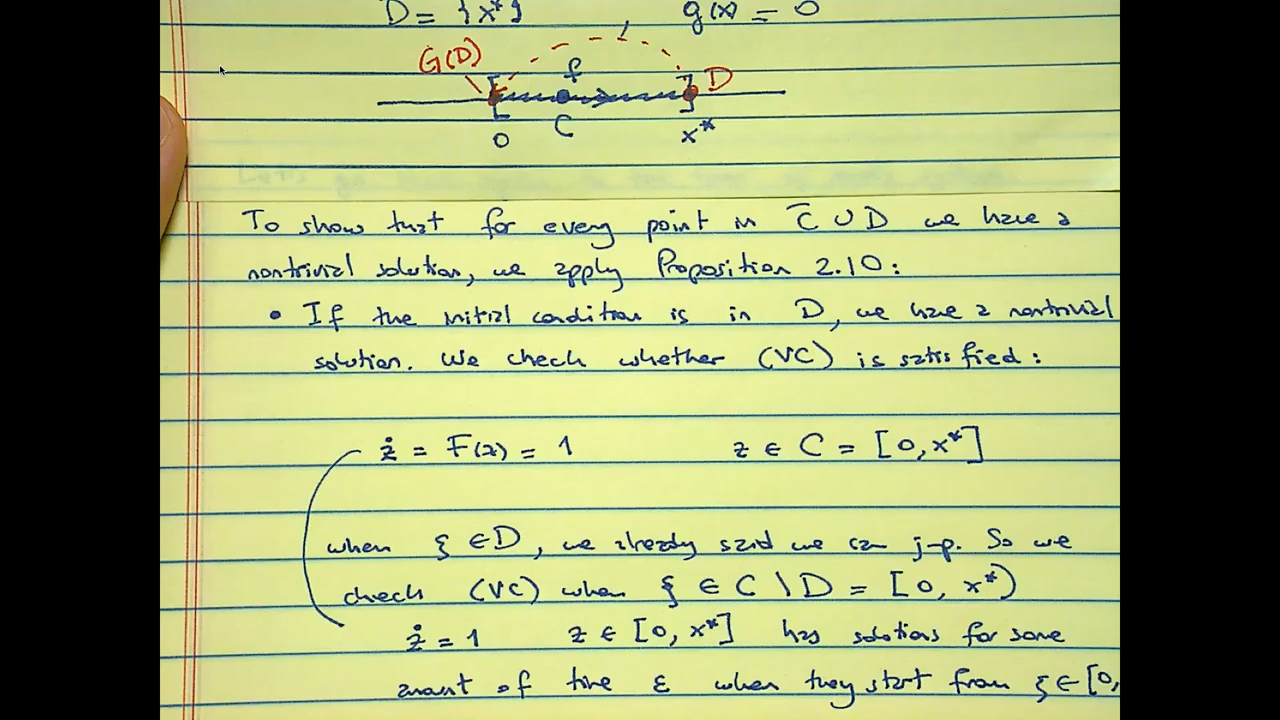 D = {x*} , g(x) = 0
G(D)
f
D
0
C
x*
To show that for every point in C̄ ∪ D we have a
nontrivial solution, we apply Proposition 2.10:
• If the initial condition is in D, we have a nontrivial
solution. We check whether (VC) is satisfied:
ż = F(z) = 1 z ∈ C = [0, x*]
when ξ ∈ D, we already said we can jump. So we
check (VC) when ξ ∈ C \ D = [0, x*)
ż = 1 z ∈ [0, x*] has solutions for some
amount of time ε when they start from ξ ∈ [0,